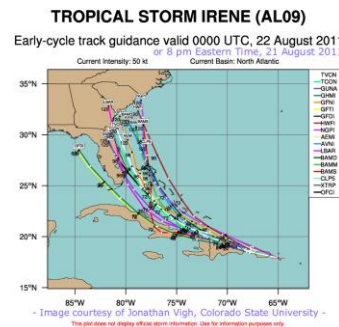 TROPICAL STORM IRENE (AL09)
Early-cycle track guidance valid 0000 UTC, 22 August 2011
or 8 pm Eastern Time, 21 August 2011
Current Intensity: 50 kt
Current Basin: North Atlantic
35°N
30°N
25°N
20°N
15°N
85°W
80°W
75°W
70°W
65°W
TVCN
TCCN
GUNA
GHMI
GFNI
GFTI
GFDI
HWFI
NGPI
AEMI
AVNI
LBAR
BAMD
BAMM
BAMS
CLP5
XTRP
OFCI
- Image courtesy of Jonathan Vigh, Colorado State University -
This plot does not display official storm information. Use for information purposes only.